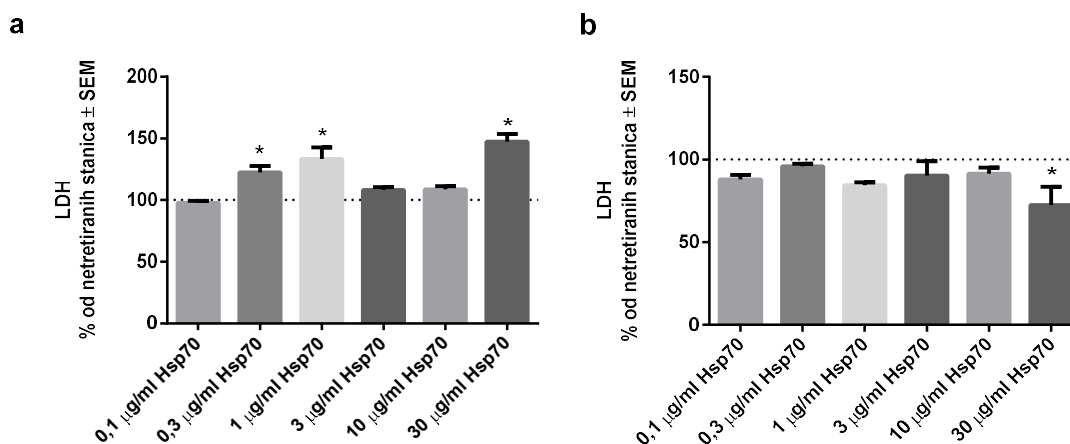 a
LDH
% od netretiranih stanica ± SEM
200
150
100
50
0
*
*
*
0,1 µg/ml Hsp70
0,3 µg/ml Hsp70
1 µg/ml Hsp70
3 µg/ml Hsp70
10 µg/ml Hsp70
30 µg/ml Hsp70
b
LDH
% od netretiranih stanica ± SEM
150
100
50
0
*
0,1 µg/ml Hsp70
0,3 µg/ml Hsp70
1 µg/ml Hsp70
3 µg/ml Hsp70
10 µg/ml Hsp70
30 µg/ml Hsp70